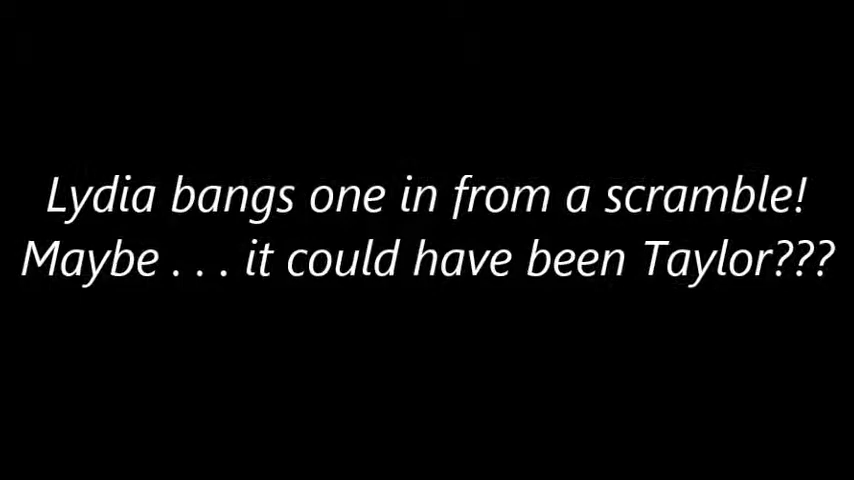 Lydia bangs one in from a scramble!
Maybe . . . it could have been Taylor???